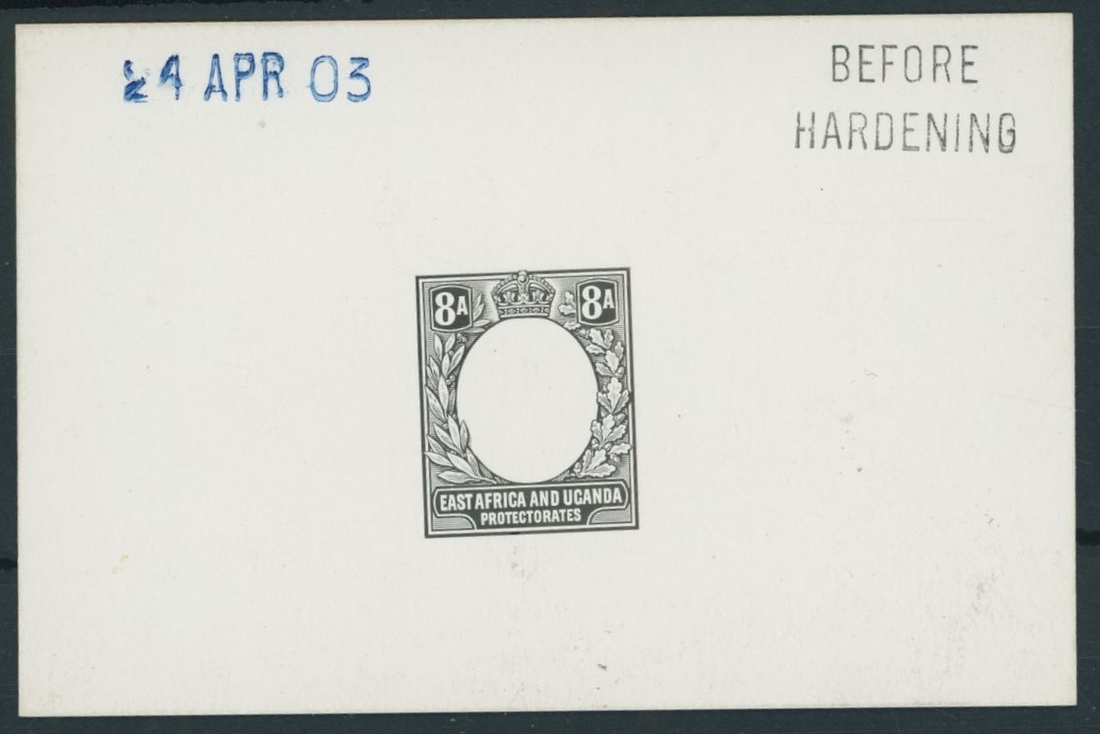 24 APR 03
BEFORE
HARDENING
8A 8A
EAST AFRICA AND UGANDA
PROTECTORATES